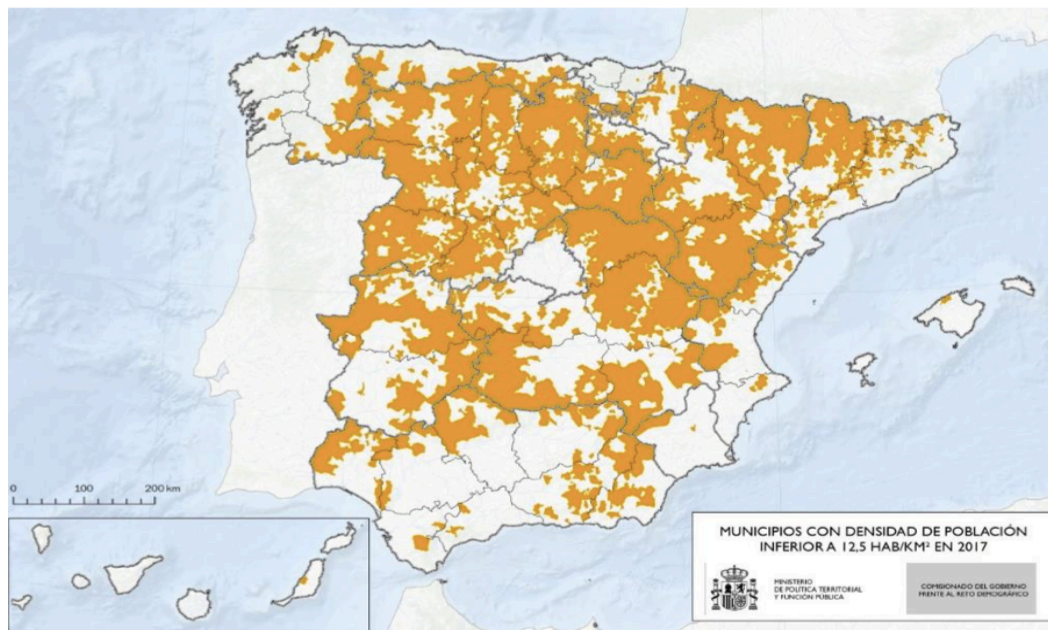 0 100 200 km
MUNICIPIOS CON DENSIDAD DE POBLACIÓN
INFERIOR A 12,5 HAB/KM² EN 2017
MINISTERIO
DE POLÍTICA TERRITORIAL
Y FUNCIÓN PÚBLICA
COMISIONADO DEL GOBIERNO
FRENTE AL RETO DEMOGRÁFICO